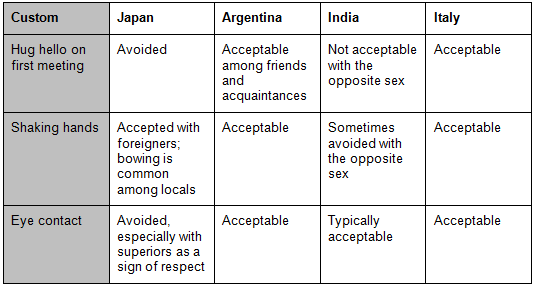 Custom Japan Argentina India Italy
Hug hello on first meeting
Avoided
Acceptable among friends and acquaintances
Not acceptable with the opposite sex
Acceptable
Shaking hands
Accepted with foreigners; bowing is common among locals
Acceptable
Sometimes avoided with the opposite sex
Acceptable
Eye contact
Avoided, especially with superiors as a sign of respect
Acceptable
Typically acceptable
Acceptable